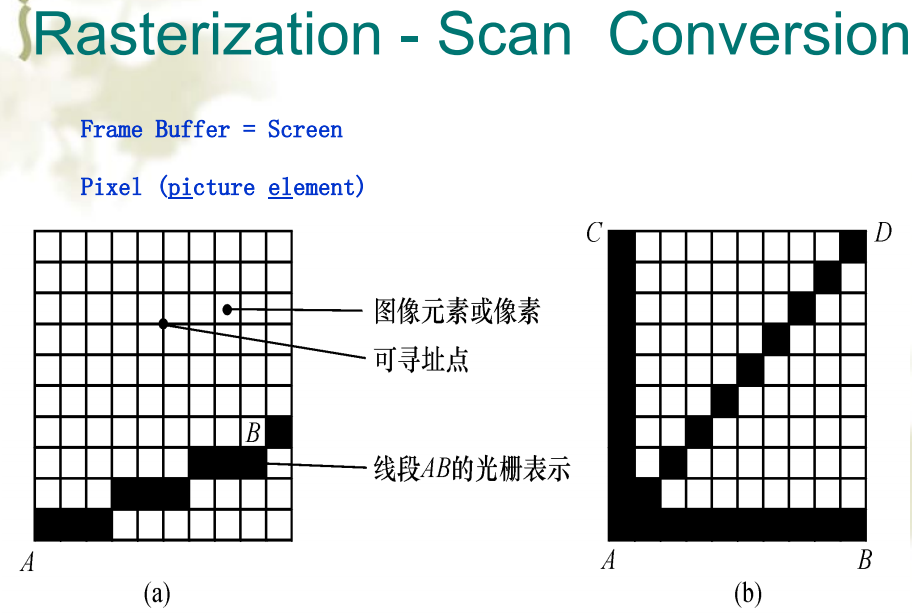 Rasterization - Scan Conversion
Frame Buffer = Screen
Pixel (picture element)
C
D
图像元素或像素
可寻址点
B
线段AB的光栅表示
A
A
B
(a)
(b)